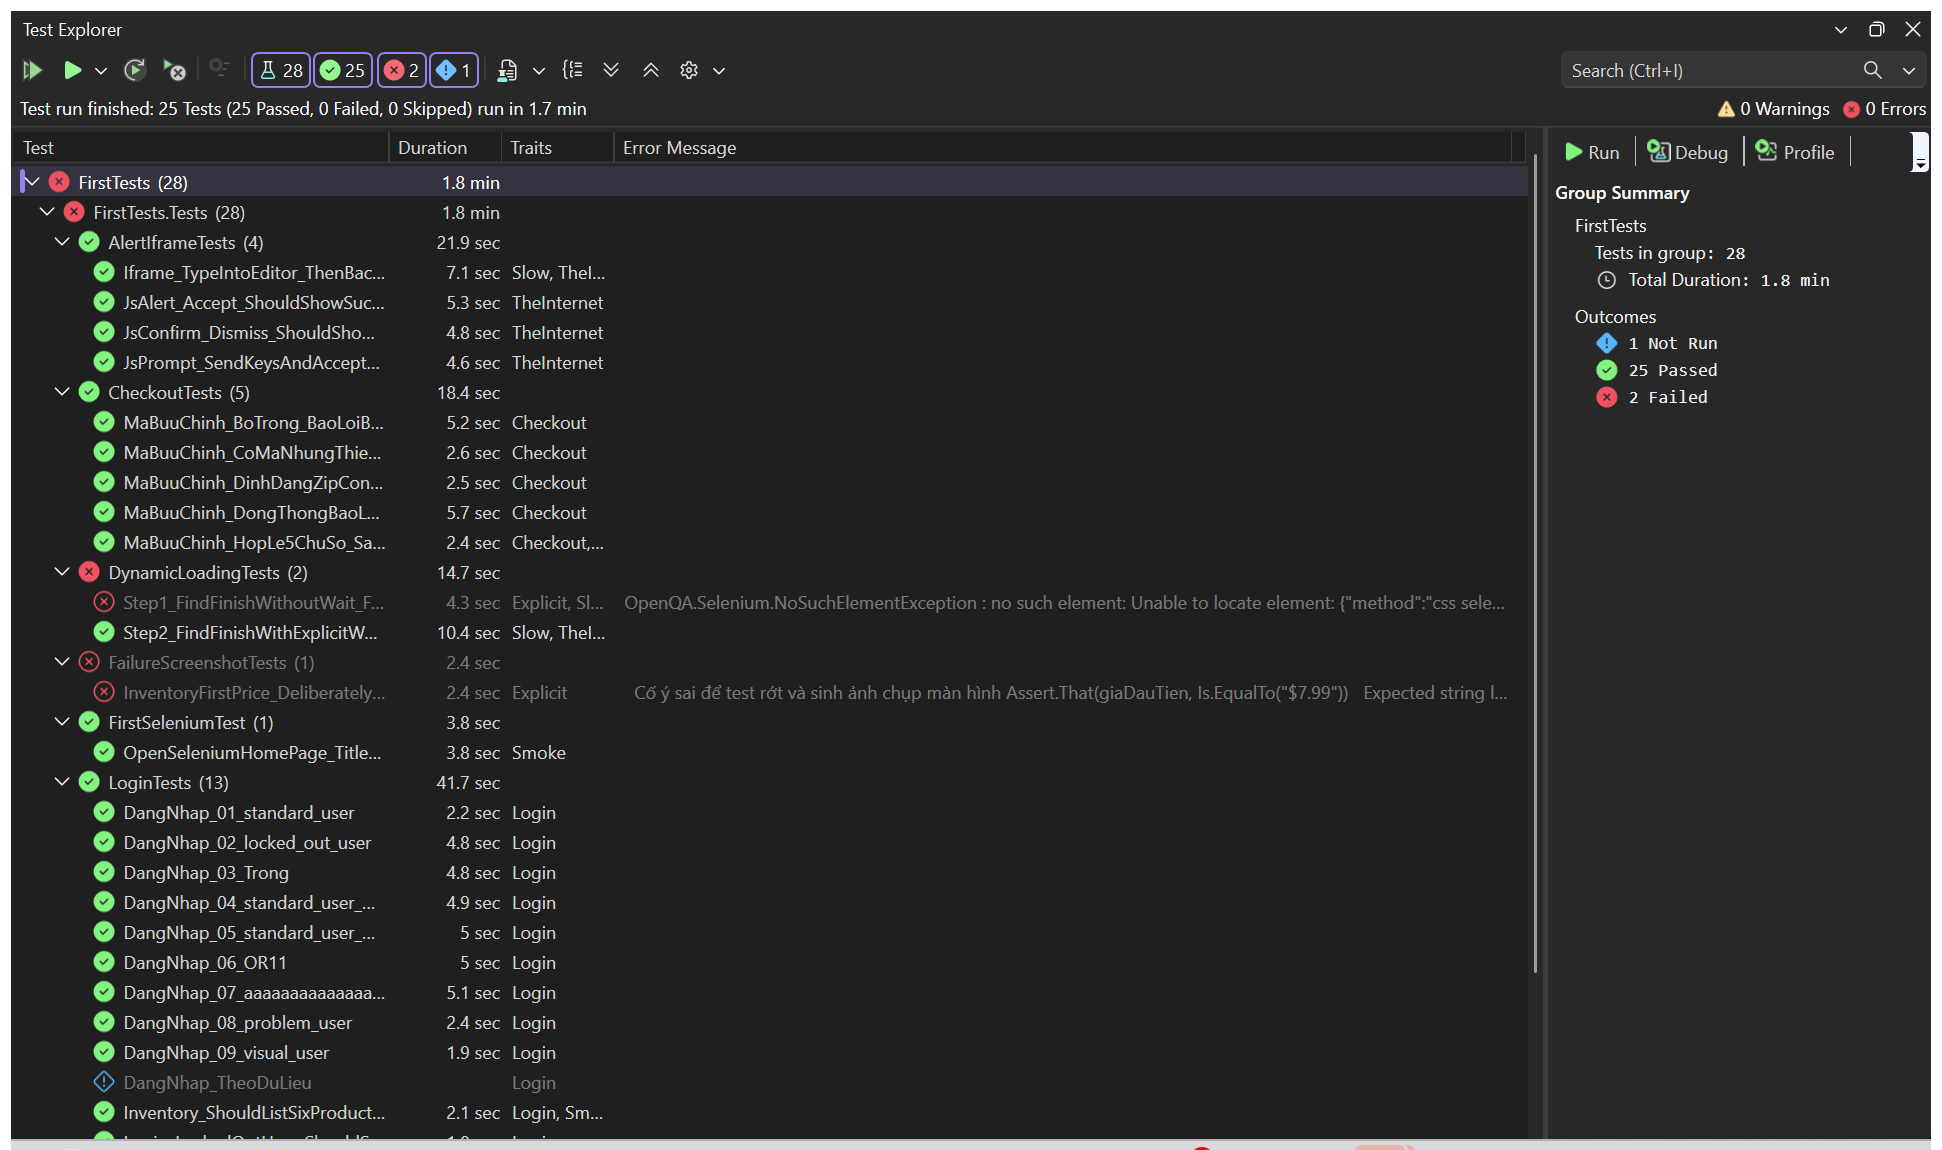 Test Explorer
28 25 2 1
Search (Ctrl+I)
Test run finished: 25 Tests (25 Passed, 0 Failed, 0 Skipped) run in 1.7 min
0 Warnings 0 Errors
Test Duration Traits Error Message
FirstTests (28) 1.8 min
FirstTests.Tests (28) 1.8 min
AlertIframeTests (4) 21.9 sec
Iframe_TypeIntoEditor_ThenBac... 7.1 sec Slow, TheI...
JsAlert_Accept_ShouldShowSuc... 5.3 sec TheInternet
JsConfirm_Dismiss_ShouldSho... 4.8 sec TheInternet
JsPrompt_SendKeysAndAccept... 4.6 sec TheInternet
CheckoutTests (5) 18.4 sec
MaBuuChinh_BoTrong_BaoLoiB... 5.2 sec Checkout
MaBuuChinh_CoMaNhungThie... 2.6 sec Checkout
MaBuuChinh_DinhDangZipCon... 2.5 sec Checkout
MaBuuChinh_DongThongBaoL... 5.7 sec Checkout
MaBuuChinh_HopLe5ChuSo_Sa... 2.4 sec Checkout,...
DynamicLoadingTests (2) 14.7 sec
Step1_FindFinishWithoutWait_F... 4.3 sec Explicit, Sl... OpenQA.Selenium.NoSuchElementException : no such element: Unable to locate element: {"method":"css sele...
Step2_FindFinishWithExplicitW... 10.4 sec Slow, TheI...
FailureScreenshotTests (1) 2.4 sec
InventoryFirstPrice_Deliberately... 2.4 sec Explicit Cố ý sai để test rớt và sinh ảnh chụp màn hình Assert.That(giaDauTien, Is.EqualTo("$7.99")) Expected string l...
FirstSeleniumTest (1) 3.8 sec
OpenSeleniumHomePage_Title... 3.8 sec Smoke
LoginTests (13) 41.7 sec
DangNhap_01_standard_user 2.2 sec Login
DangNhap_02_locked_out_user 4.8 sec Login
DangNhap_03_Trong 4.8 sec Login
DangNhap_04_standard_user_... 4.9 sec Login
DangNhap_05_standard_user_... 5 sec Login
DangNhap_06_OR11 5 sec Login
DangNhap_07_aaaaaaaaaaaaaa... 5.1 sec Login
DangNhap_08_problem_user 2.4 sec Login
DangNhap_09_visual_user 1.9 sec Login
DangNhap_TheoDuLieu Login
Inventory_ShouldListSixProduct... 2.1 sec Login, Sm...
Run Debug Profile
Group Summary
FirstTests
Tests in group: 28
Total Duration: 1.8 min
Outcomes
1 Not Run
25 Passed
2 Failed